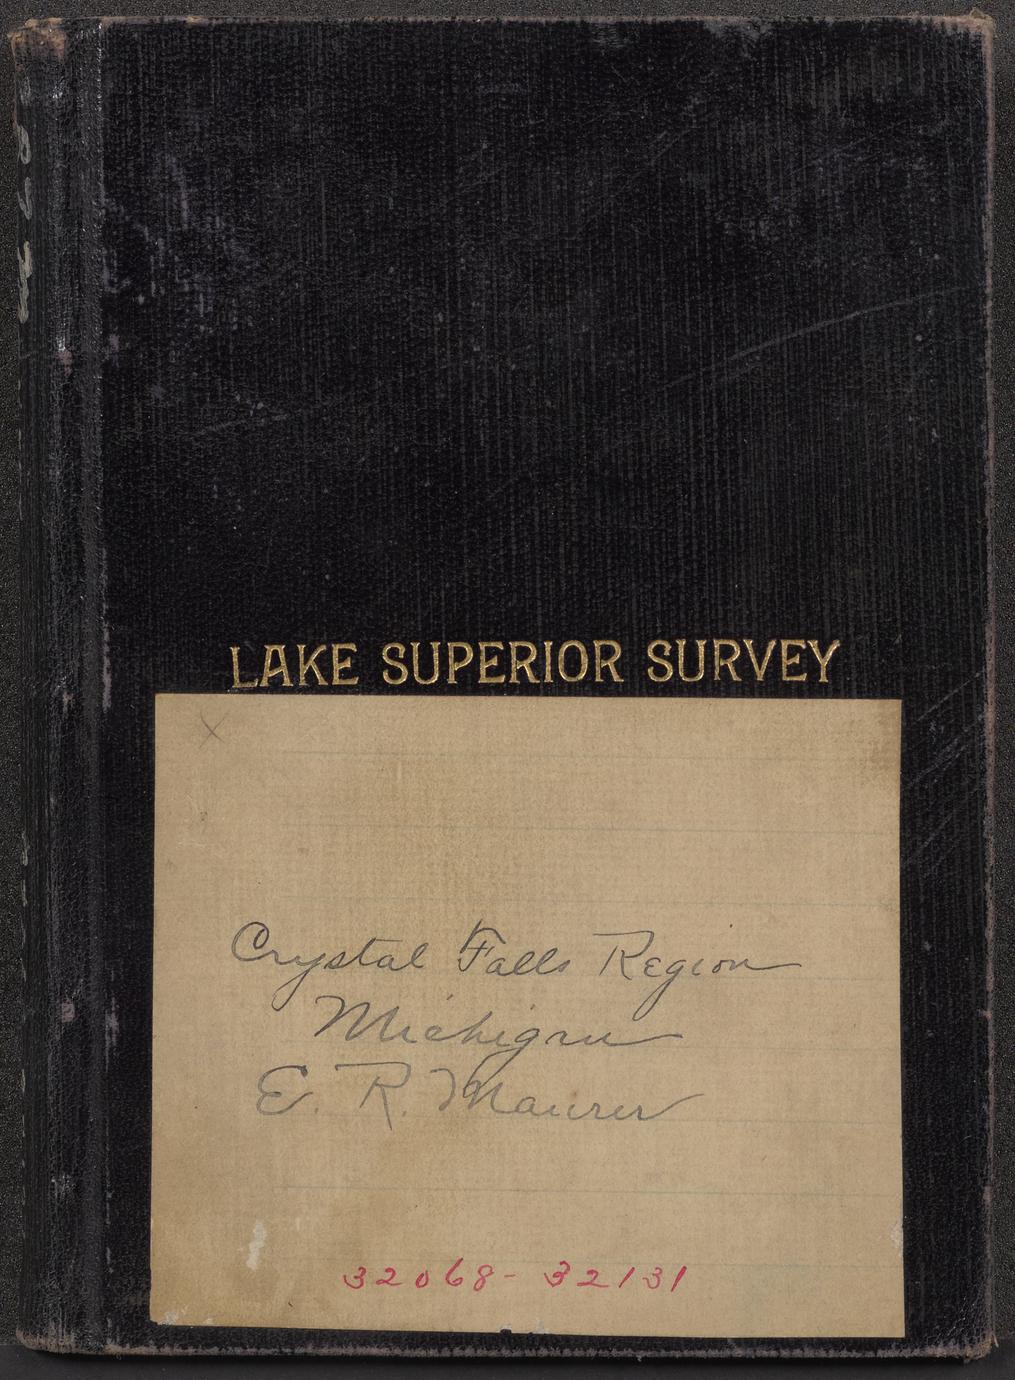 LAKE SUPERIOR SURVEY
X
Crystal Falls Region
Michigan
E. R. Maurer
32068 - 32131